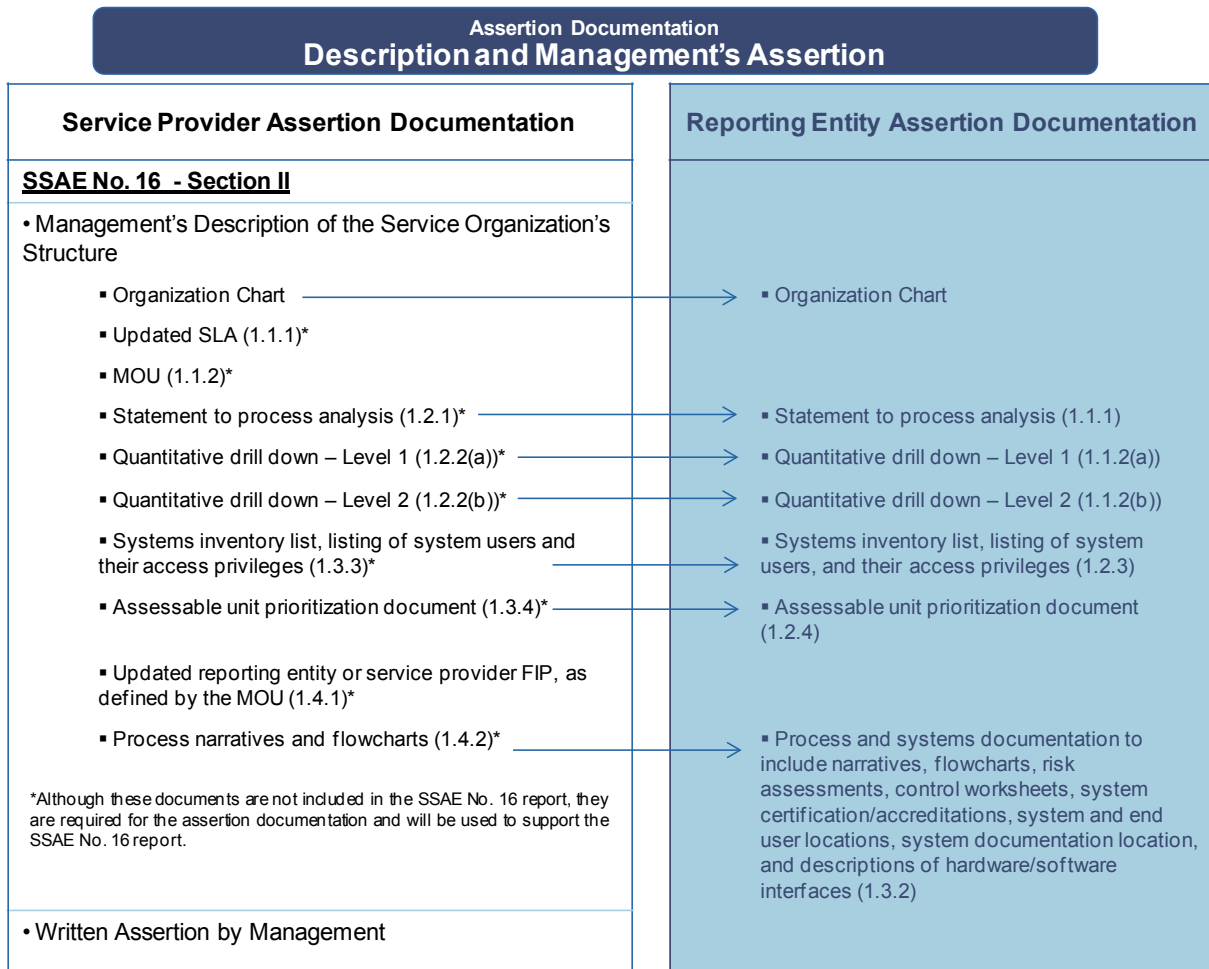 Assertion Documentation
Description and Management's Assertion
Service Provider Assertion Documentation
SSAE No. 16 - Section II
• Management's Description of the Service Organization's
Structure
▪ Organization Chart
▪ Updated SLA (1.1.1)*
▪ MOU (1.1.2)*
▪ Statement to process analysis (1.2.1)*
▪ Quantitative drill down – Level 1 (1.2.2(a))*
▪ Quantitative drill down – Level 2 (1.2.2(b))*
▪ Systems inventory list, listing of system users and
their access privileges (1.3.3)*
▪ Assessable unit prioritization document (1.3.4)*
▪ Updated reporting entity or service provider FIP, as
defined by the MOU (1.4.1)*
▪ Process narratives and flowcharts (1.4.2)*
*Although these documents are not included in the SSAE No. 16 report, they
are required for the assertion documentation and will be used to support the
SSAE No. 16 report.
• Written Assertion by Management
Reporting Entity Assertion Documentation
▪ Organization Chart
▪ Statement to process analysis (1.1.1)
▪ Quantitative drill down – Level 1 (1.1.2(a))
▪ Quantitative drill down – Level 2 (1.1.2(b))
▪ Systems inventory list, listing of system
users, and their access privileges (1.2.3)
▪ Assessable unit prioritization document
(1.2.4)
▪ Process and systems documentation to
include narratives, flowcharts, risk
assessments, control worksheets, system
certification/accreditations, system and end
user locations, system documentation location,
and descriptions of hardware/software
interfaces (1.3.2)